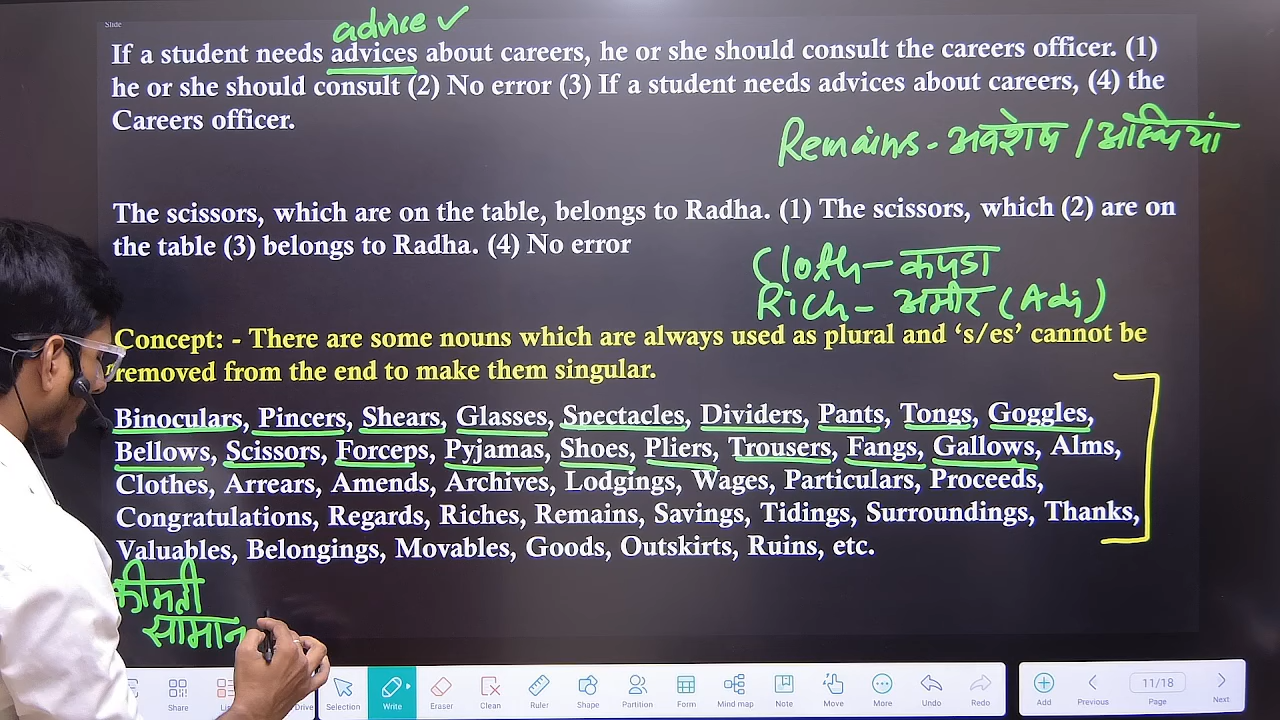 Slide
advice ✓
If a student needs advices about careers, he or she should consult the careers officer. (1)
he or she should consult (2) No error (3) If a student needs advices about careers, (4) the
Careers officer.
Remains - अवशेष / अस्थियां
The scissors, which are on the table, belongs to Radha. (1) The scissors, which (2) are on
the table (3) belongs to Radha. (4) No error
Cloth - कपडा
Rich - अमीर (Adj)
Concept: - There are some nouns which are always used as plural and ‘s/es’ cannot be
removed from the end to make them singular.
Binoculars, Pincers, Shears, Glasses, Spectacles, Dividers, Pants, Tongs, Goggles,
Bellows, Scissors, Forceps, Pyjamas, Shoes, Pliers, Trousers, Fangs, Gallows, Alms,
Clothes, Arrears, Amends, Archives, Lodgings, Wages, Particulars, Proceeds,
Congratulations, Regards, Riches, Remains, Savings, Tidings, Surroundings, Thanks,
Valuables, Belongings, Movables, Goods, Outskirts, Ruins, etc.
कीमती
सामान
Share Drive Selection Write Eraser Clean Ruler Shape Partition Form Mind map Note Move More Undo Redo Add Previous Page Next
11/18